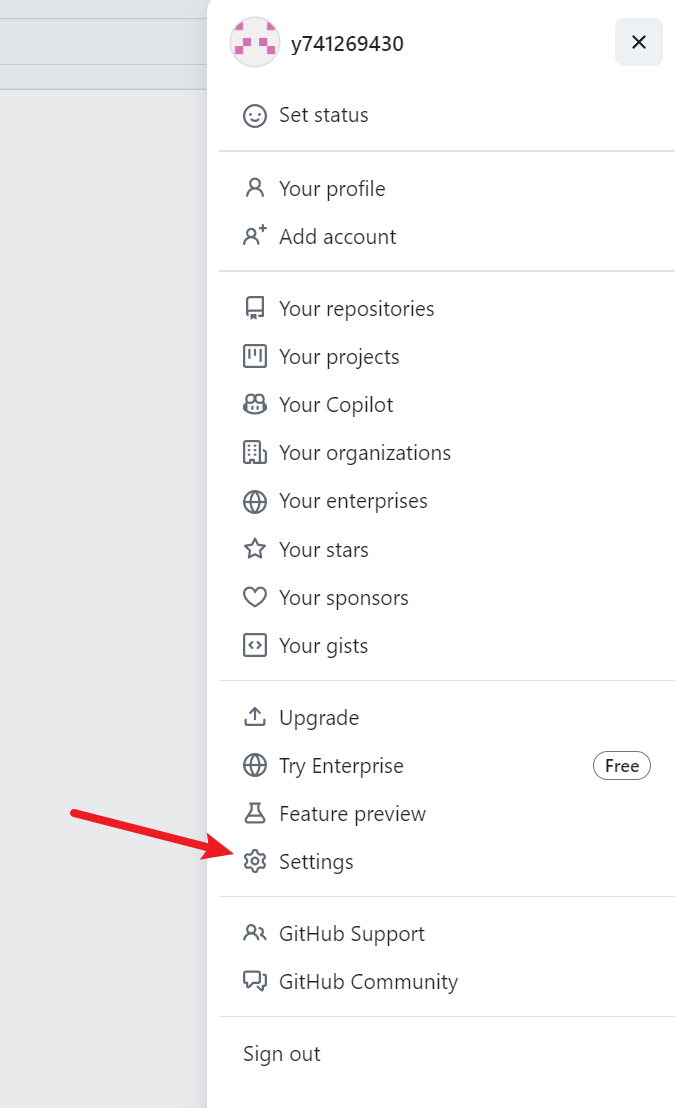 y741269430
Set status
Your profile
Add account
Your repositories
Your projects
Your Copilot
Your organizations
Your enterprises
Your stars
Your sponsors
Your gists
Upgrade
Try Enterprise Free
Feature preview
Settings
GitHub Support
GitHub Community
Sign out